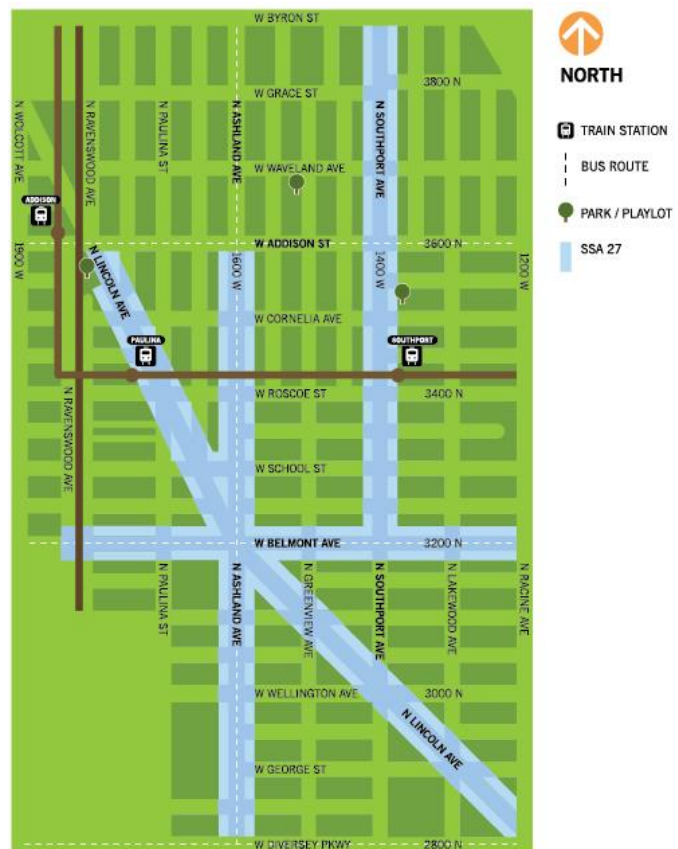 W BYRON ST
3800 N
W GRACE ST
N WOLCOTT AVE
N RAVENSWOOD AVE
N PAULINA ST
N ASHLAND AVE
N SOUTHPORT AVE
W WAVELAND AVE
ADDISON
W ADDISON ST
3600 N
1900 W
N LINCOLN AVE
1600 W
1400 W
1200 W
W CORNELIA AVE
PAULINA
SOUTHPORT
W ROSCOE ST
3400 N
N RAVENSWOOD AVE
W SCHOOL ST
W BELMONT AVE
3200 N
N PAULINA ST
N ASHLAND AVE
N GREENVIEW AVE
N SOUTHPORT AVE
N LAKEWOOD AVE
N RACINE AVE
W WELLINGTON AVE
3000 N
N LINCOLN AVE
W GEORGE ST
W DIVERSEY PKWY
2800 N
NORTH
TRAIN STATION
BUS ROUTE
PARK / PLAYLOT
SSA 27